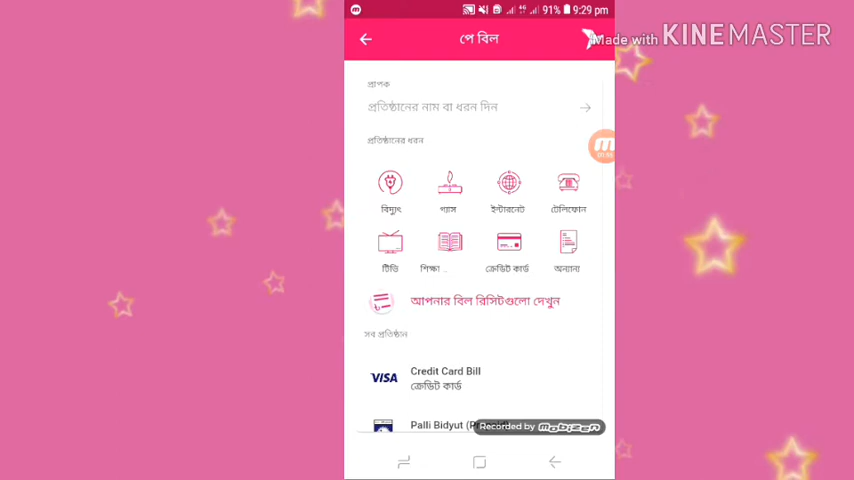 91% 9:29 pm
পে বিল
Made with KINEMASTER
প্রাপক
প্রতিষ্ঠানের নাম বা ধরন দিন
প্রতিষ্ঠানের ধরন
বিদ্যুৎ গ্যাস ইন্টারনেট টেলিফোন
টিভি শিক্ষা .. ক্রেডিট কার্ড অন্যান্য
আপনার বিল রিসিটগুলো দেখুন
সব প্রতিষ্ঠান
VISA Credit Card Bill
ক্রেডিট কার্ড
Palli Bidyut
Recorded by mobizen